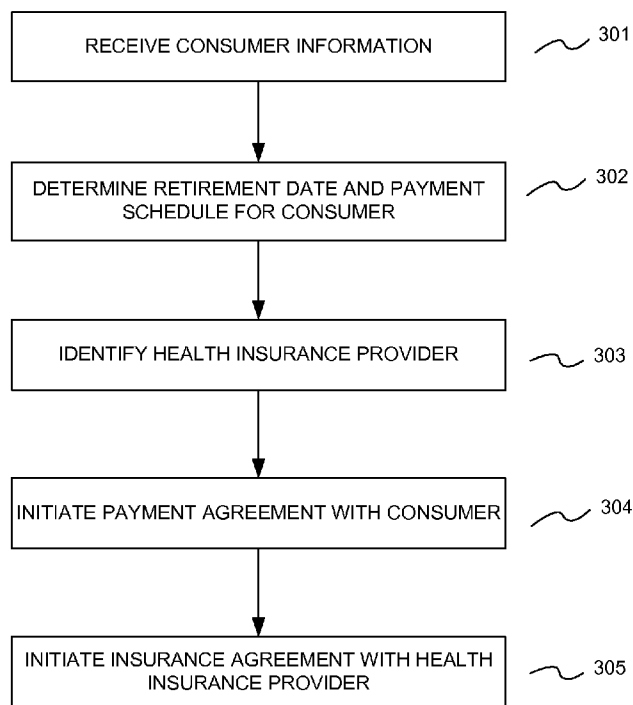 RECEIVE CONSUMER INFORMATION
301
DETERMINE RETIREMENT DATE AND PAYMENT
SCHEDULE FOR CONSUMER
302
IDENTIFY HEALTH INSURANCE PROVIDER
303
INITIATE PAYMENT AGREEMENT WITH CONSUMER
304
INITIATE INSURANCE AGREEMENT WITH HEALTH
INSURANCE PROVIDER
305